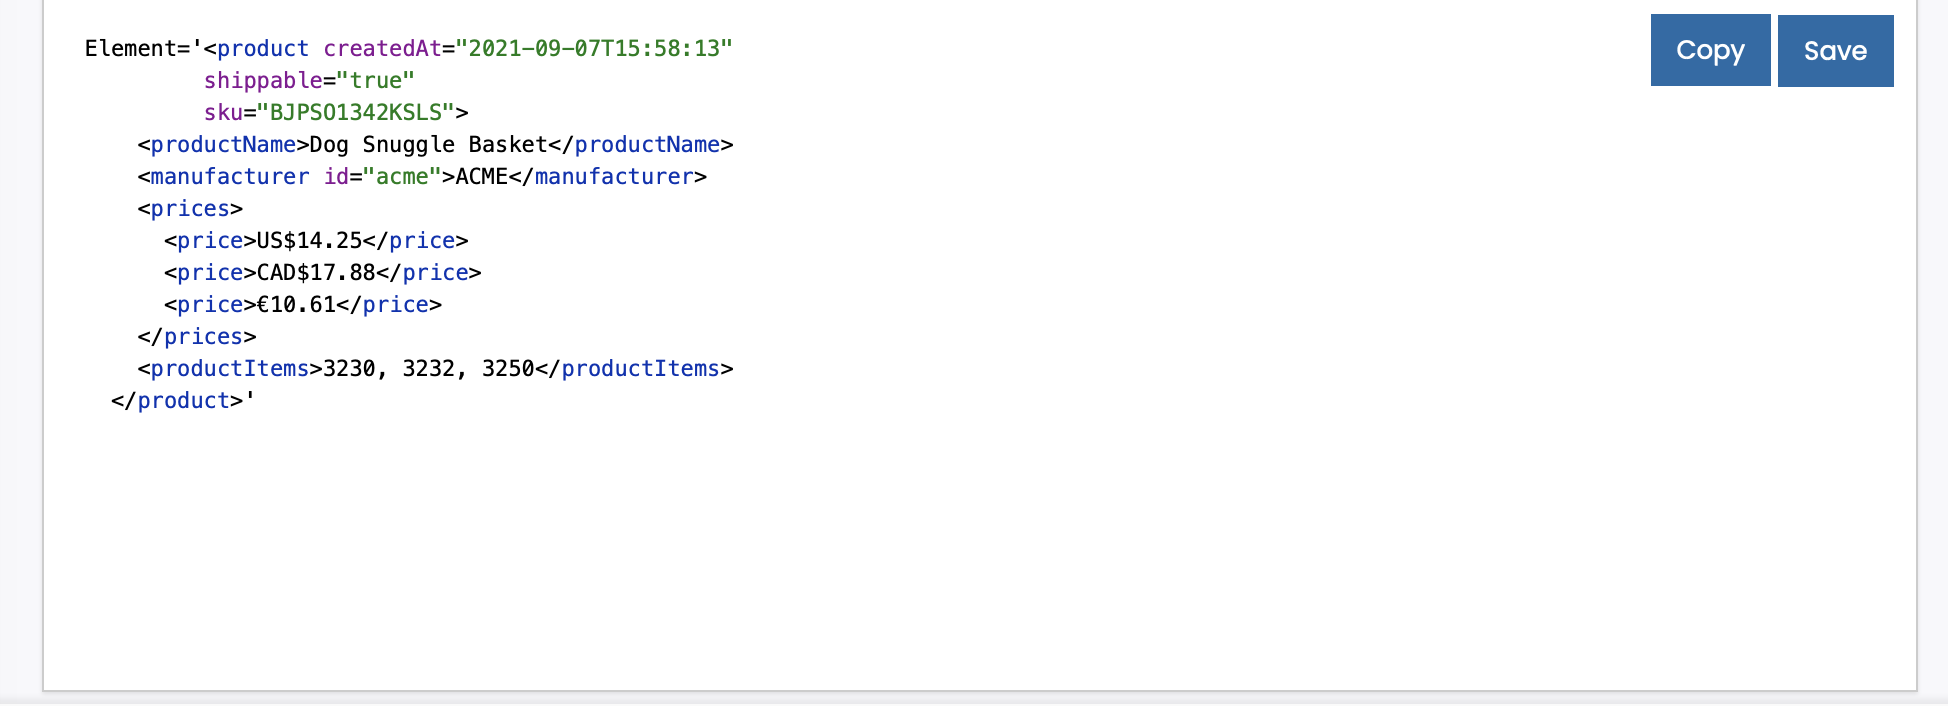 Element='<product createdAt="2021-09-07T15:58:13"
         shippable="true"
         sku="BJPSO1342KSLS">
    <productName>Dog Snuggle Basket</productName>
    <manufacturer id="acme">ACME</manufacturer>
    <prices>
      <price>US$14.25</price>
      <price>CAD$17.88</price>
      <price>€10.61</price>
    </prices>
    <productItems>3230, 3232, 3250</productItems>
  </product>'
Copy
Save